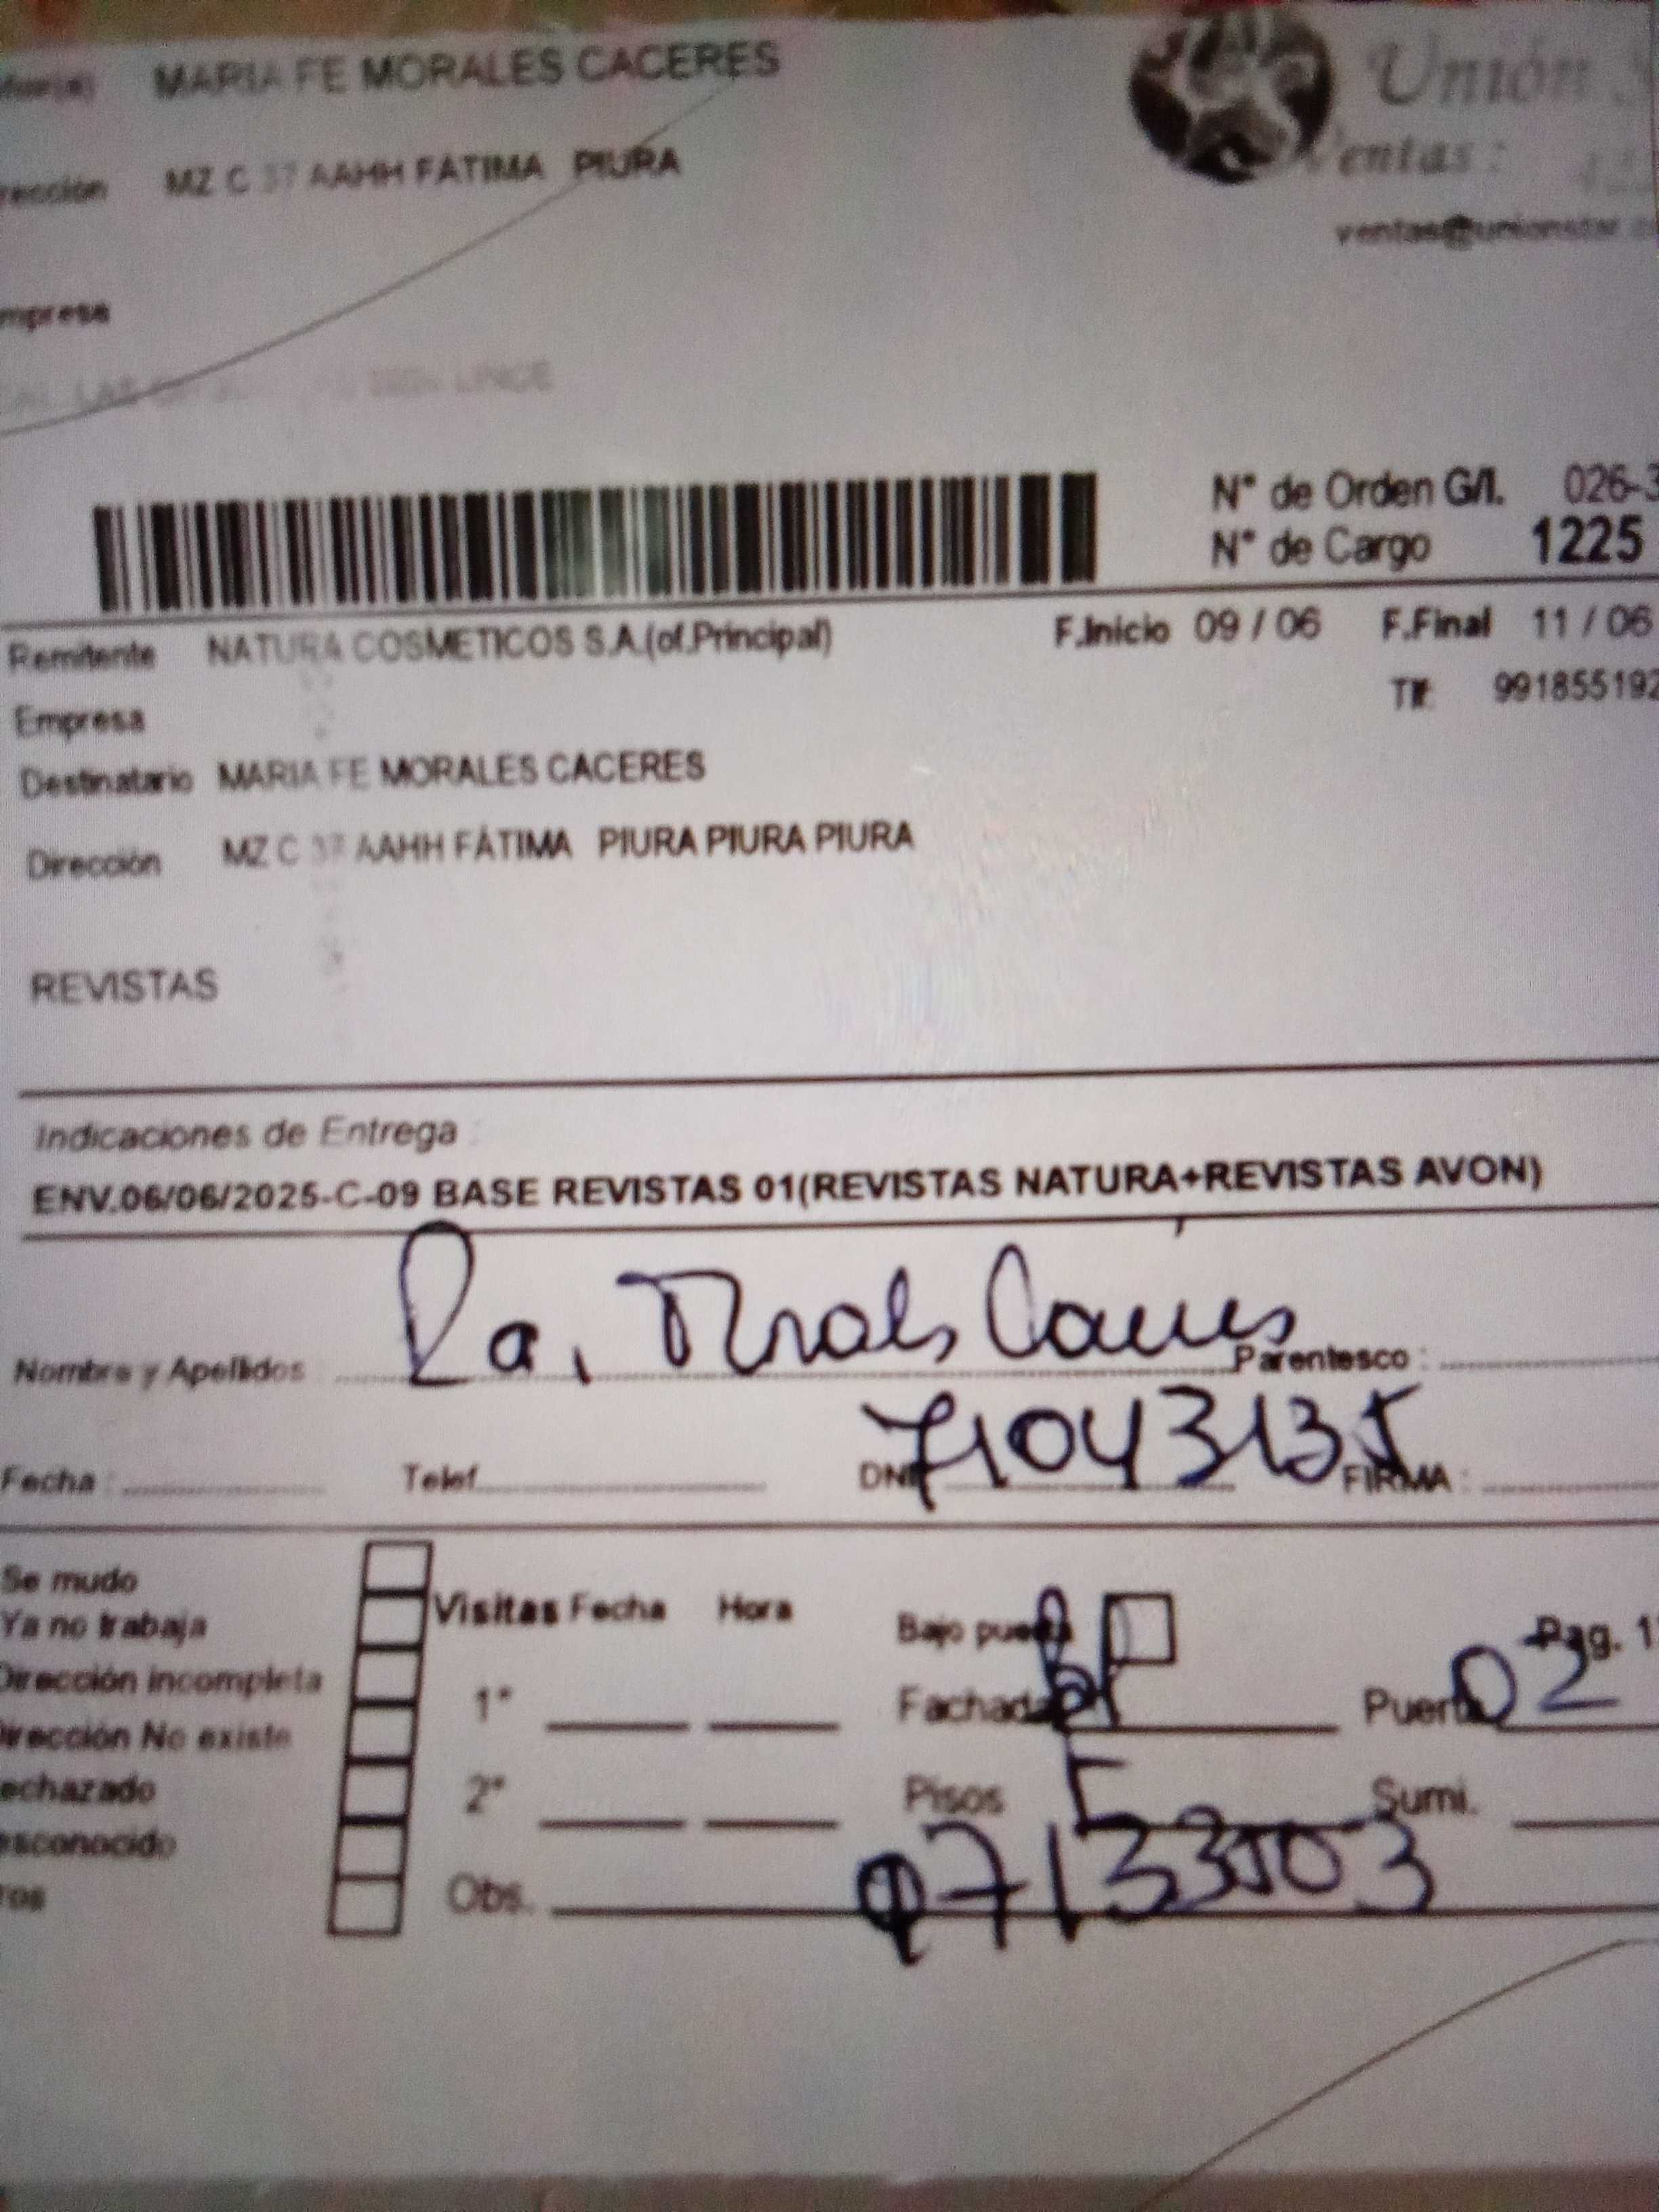 MARIA FE MORALES CACERES
Unión
MZ C 37 AAHH FÁTIMA PIURA
Ventas :
ventas@unionstar
LINCE
N° de Orden G/I. 026-3
N° de Cargo 1225
Remitente NATURA COSMETICOS S.A.(of.Principal) F.Inicio 09 / 06 F.Final 11 / 06
Empresa Tlf: 991855192
Destinatario MARIA FE MORALES CACERES
Dirección MZ C 37 AAHH FÁTIMA PIURA PIURA PIURA
REVISTAS
Indicaciones de Entrega :
ENV.06/06/2025-C-09 BASE REVISTAS 01(REVISTAS NATURA+REVISTAS AVON)
Nombre y Apellidos Parentesco :
Fecha : Telef. DNI 71043135 FIRMA :
Se mudo
Ya no trabaja
Dirección incompleta
Dirección No existe
echazado
esconocido
ros
Visitas Fecha Hora
1°
2°
Obs.
Bajo puerta
Pag. 1
Fachada
Puerta 02
Pisos Sumi.